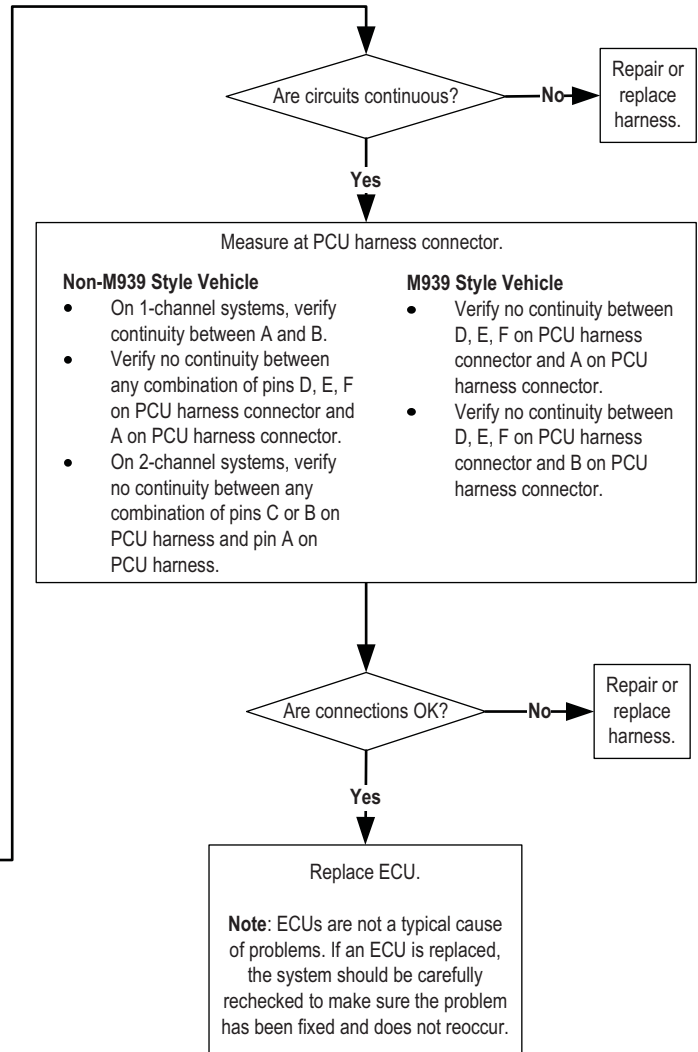 Are circuits continuous?
No
Repair or
replace
harness.
Yes
Measure at PCU harness connector.
Non-M939 Style Vehicle
• On 1-channel systems, verify
continuity between A and B.
• Verify no continuity between
any combination of pins D, E, F
on PCU harness connector and
A on PCU harness connector.
• On 2-channel systems, verify
no continuity between any
combination of pins C or B on
PCU harness and pin A on
PCU harness.
M939 Style Vehicle
• Verify no continuity between
D, E, F on PCU harness
connector and A on PCU
harness connector.
• Verify no continuity between
D, E, F on PCU harness
connector and B on PCU
harness connector.
Are connections OK?
No
Repair or
replace
harness.
Yes
Replace ECU.
Note: ECUs are not a typical cause
of problems. If an ECU is replaced,
the system should be carefully
rechecked to make sure the problem
has been fixed and does not reoccur.